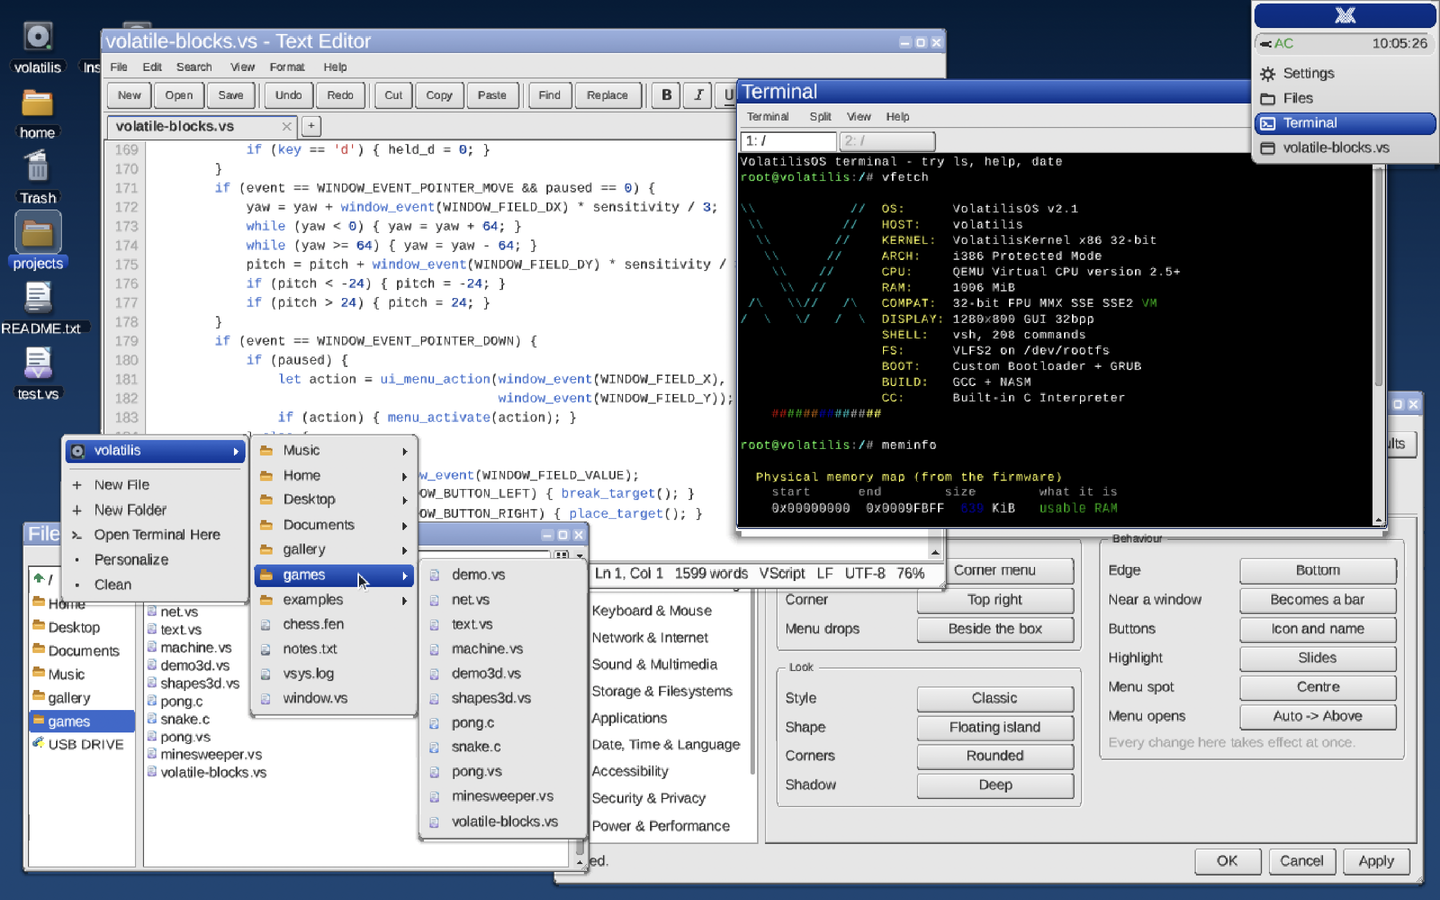 volatilis
Ins
home
Trash
projects
README.txt
test.vs
volatile-blocks.vs - Text Editor
File Edit Search View Format Help
New Open Save Undo Redo Cut Copy Paste Find Replace B I U
volatile-blocks.vs
169 if (key == 'd') { held_d = 0; }
170 }
171 if (event == WINDOW_EVENT_POINTER_MOVE && paused == 0) {
172 yaw = yaw + window_event(WINDOW_FIELD_DX) * sensitivity / 3;
173 while (yaw < 0) { yaw = yaw + 64; }
174 while (yaw >= 64) { yaw = yaw - 64; }
175 pitch = pitch + window_event(WINDOW_FIELD_DY) * sensitivity /
176 if (pitch < -24) { pitch = -24; }
177 if (pitch > 24) { pitch = 24; }
178 }
179 if (event == WINDOW_EVENT_POINTER_DOWN) {
180 if (paused) {
181 let action = ui_menu_action(window_event(WINDOW_FIELD_X),
182 window_event(WINDOW_FIELD_Y));
183 if (action) { menu_activate(action); }
w_event(WINDOW_FIELD_VALUE);
OW_BUTTON_LEFT) { break_target(); }
OW_BUTTON_RIGHT) { place_target(); }
Ln 1, Col 1 1599 words VScript LF UTF-8 76%
Terminal
Terminal Split View Help
1: / 2: /
VolatilisOS terminal - try ls, help, date
root@volatilis:/# vfetch
OS: VolatilisOS v2.1
HOST: volatilis
KERNEL: VolatilisKernel x86 32-bit
ARCH: i386 Protected Mode
CPU: QEMU Virtual CPU version 2.5+
RAM: 1006 MiB
COMPAT: 32-bit FPU MMX SSE SSE2 VM
DISPLAY: 1280x800 GUI 32bpp
SHELL: vsh, 208 commands
FS: VLFS2 on /dev/rootfs
BOOT: Custom Bootloader + GRUB
BUILD: GCC + NASM
CC: Built-in C Interpreter
##############
root@volatilis:/# meminfo
Physical memory map (from the firmware)
start end size what it is
0x00000000 0x0009FBFF 639 KiB usable RAM
AC 10:05:26
Settings
Files
Terminal
volatile-blocks.vs
volatilis
New File
New Folder
Open Terminal Here
Personalize
Clean
Music
Home
Desktop
Documents
gallery
games
examples
chess.fen
notes.txt
vsys.log
window.vs
demo.vs
net.vs
text.vs
machine.vs
demo3d.vs
shapes3d.vs
pong.c
snake.c
pong.vs
minesweeper.vs
volatile-blocks.vs
File
/
Home
Desktop
Documents
Music
gallery
games
USB DRIVE
net.vs
text.vs
machine.vs
demo3d.vs
shapes3d.vs
pong.c
snake.c
pong.vs
minesweeper.vs
volatile-blocks.vs
ults
Keyboard & Mouse
Network & Internet
Sound & Multimedia
Storage & Filesystems
Applications
Date, Time & Language
Accessibility
Security & Privacy
Power & Performance
Corner menu
Corner Top right
Menu drops Beside the box
Look
Style Classic
Shape Floating island
Corners Rounded
Shadow Deep
Behaviour
Edge Bottom
Near a window Becomes a bar
Buttons Icon and name
Highlight Slides
Menu spot Centre
Menu opens Auto -> Above
Every change here takes effect at once.
ed.
OK Cancel Apply